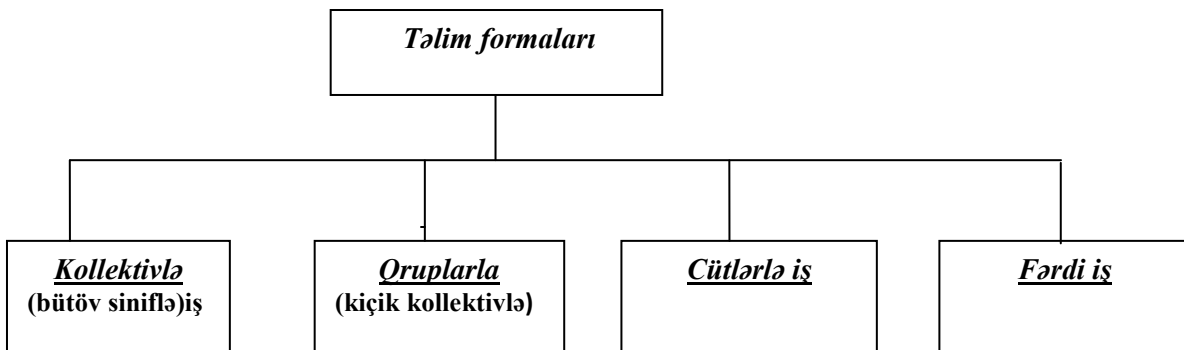 Təlim formaları
Kollektivlə
(bütöv siniflə)iş
Qruplarla
(kiçik kollektivlə)
Cütlərlə iş
Fərdi iş